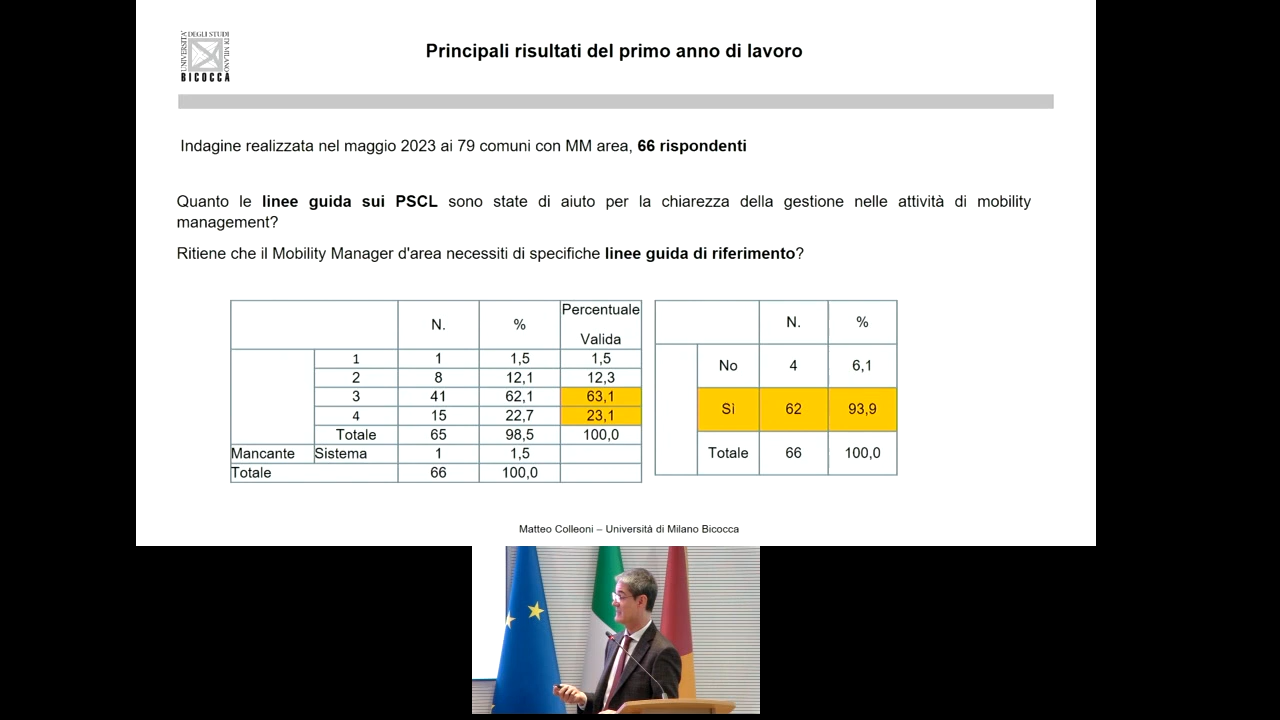 UNIVERSITA'
DEGLI STUDI
DI MILANO
BICOCCA
Principali risultati del primo anno di lavoro
Indagine realizzata nel maggio 2023 ai 79 comuni con MM area, 66 rispondenti
Quanto le linee guida sui PSCL sono state di aiuto per la chiarezza della gestione nelle attività di mobility
management?
Ritiene che il Mobility Manager d'area necessiti di specifiche linee guida di riferimento?
N. % Percentuale Valida
1 1 1,5 1,5
2 8 12,1 12,3
3 41 62,1 63,1
4 15 22,7 23,1
Totale 65 98,5 100,0
Mancante Sistema 1 1,5
Totale 66 100,0
N. %
No 4 6,1
Sì 62 93,9
Totale 66 100,0
Matteo Colleoni – Università di Milano Bicocca